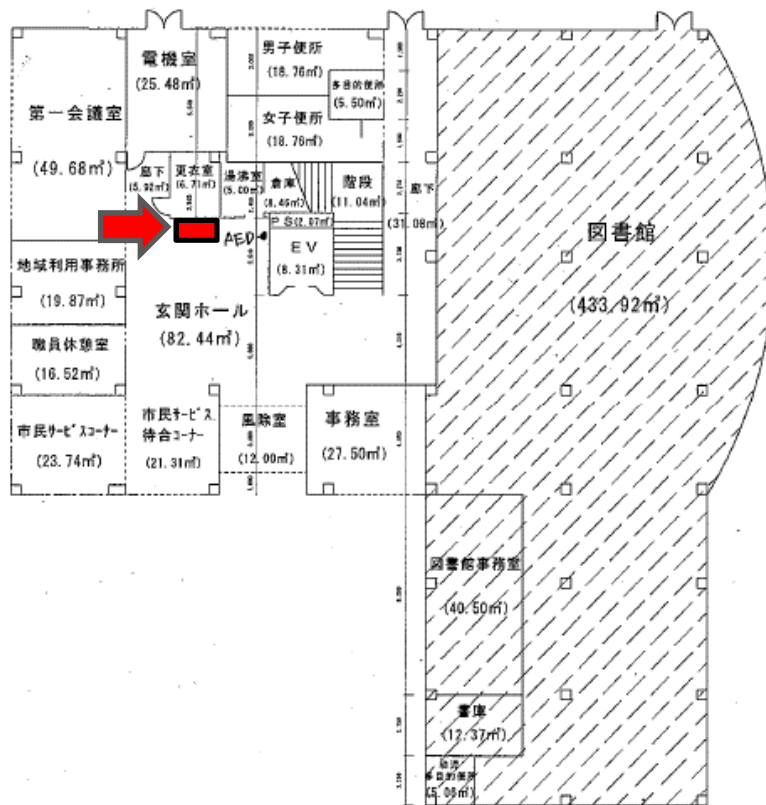 電機室
(25.48㎡)
男子便所
(18.76㎡)
多目的便所
(5.50㎡)
第一会議室
(49.68㎡)
女子便所
(18.76㎡)
廊下
(5.92㎡)
更衣室
(6.71㎡)
湯沸室
(5.00㎡)
倉庫
(8.46㎡)
階段
(11.04㎡)
廊下
(31.08㎡)
PS(2.07㎡)
AED
EV
(8.31㎡)
図書館
(433.92㎡)
地域利用事務所
(19.87㎡)
玄関ホール
(82.44㎡)
職員休憩室
(16.52㎡)
市民サービスコーナー
(23.74㎡)
市民サービス
待合コーナー
(21.31㎡)
風除室
(12.00㎡)
事務室
(27.50㎡)
図書館事務室
(40.50㎡)
書庫
(12.37㎡)
多目的便所
(5.06㎡)